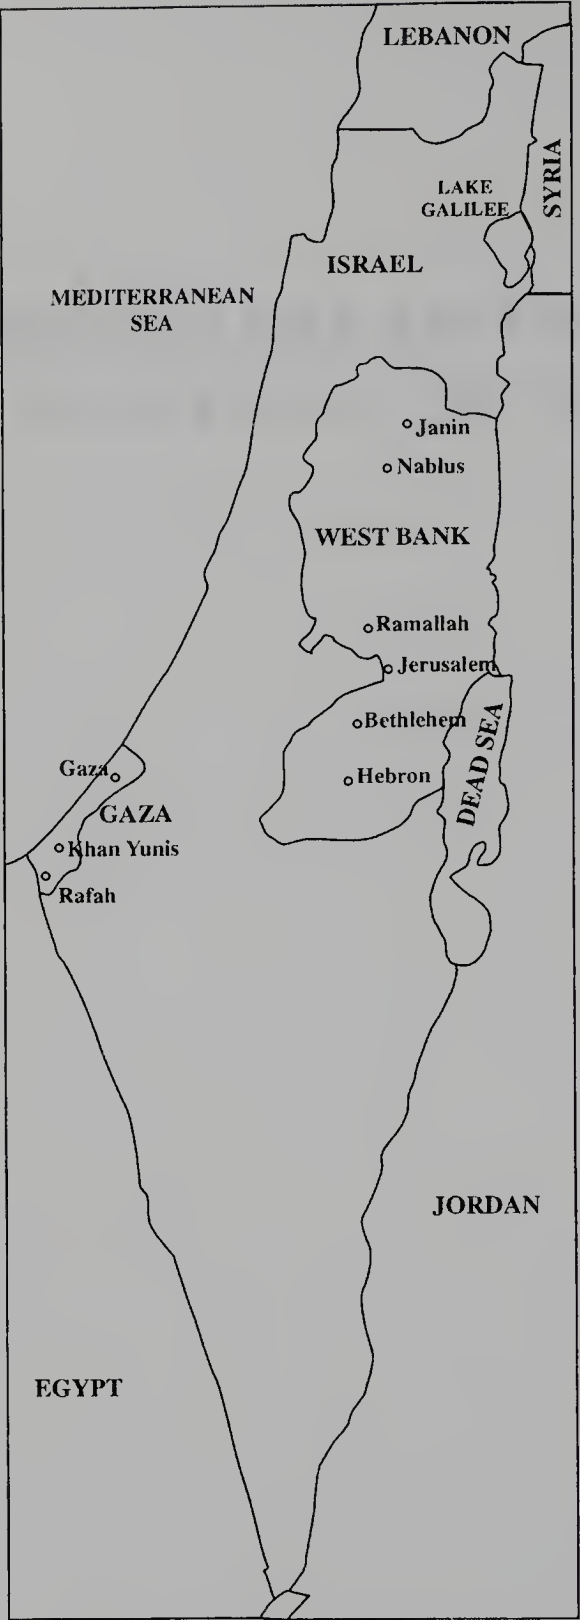 LEBANON
SYRIA
LAKE
GALILEE
ISRAEL
MEDITERRANEAN
SEA
Janin
Nablus
WEST BANK
Ramallah
Jerusalem
Bethlehem
DEAD SEA
Gaza
Hebron
GAZA
Khan Yunis
Rafah
JORDAN
EGYPT